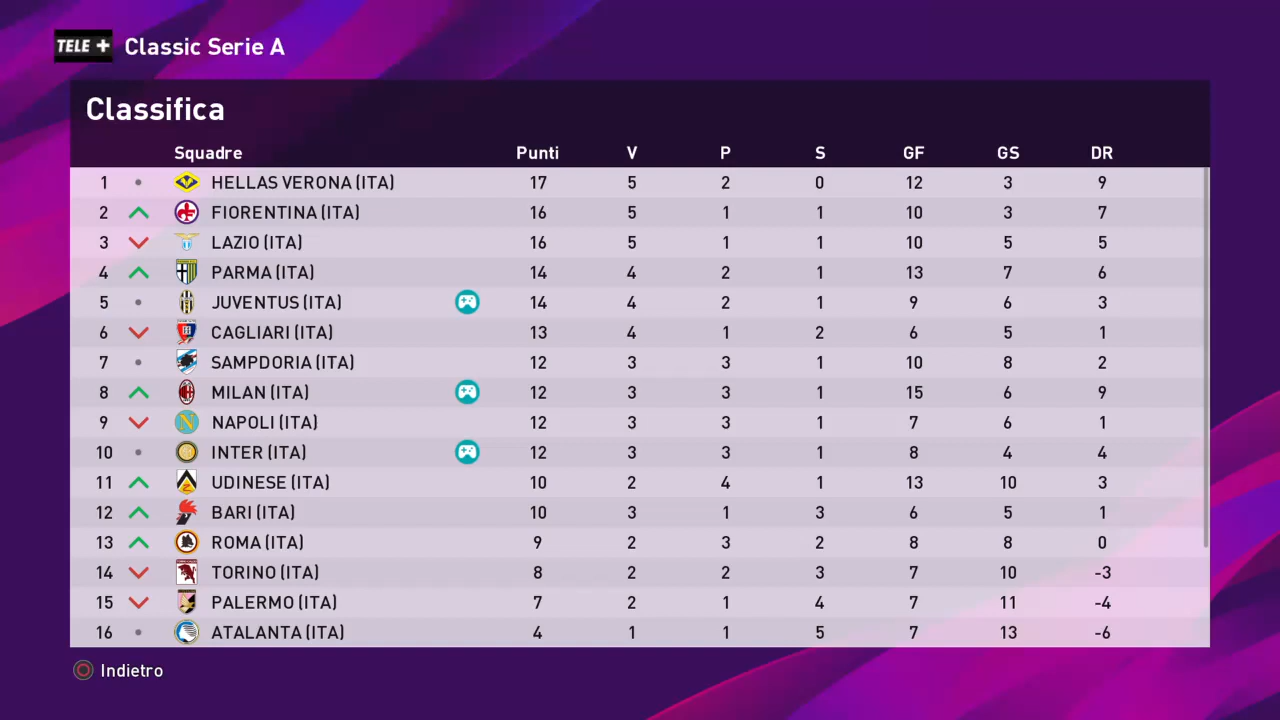 TELE + Classic Serie A
Classifica
Squadre Punti V P S GF GS DR
1 HELLAS VERONA (ITA) 17 5 2 0 12 3 9
2 FIORENTINA (ITA) 16 5 1 1 10 3 7
3 LAZIO (ITA) 16 5 1 1 10 5 5
4 PARMA (ITA) 14 4 2 1 13 7 6
5 JUVENTUS (ITA) 14 4 2 1 9 6 3
6 CAGLIARI (ITA) 13 4 1 2 6 5 1
7 SAMPDORIA (ITA) 12 3 3 1 10 8 2
8 MILAN (ITA) 12 3 3 1 15 6 9
9 NAPOLI (ITA) 12 3 3 1 7 6 1
10 INTER (ITA) 12 3 3 1 8 4 4
11 UDINESE (ITA) 10 2 4 1 13 10 3
12 BARI (ITA) 10 3 1 3 6 5 1
13 ROMA (ITA) 9 2 3 2 8 8 0
14 TORINO (ITA) 8 2 2 3 7 10 -3
15 PALERMO (ITA) 7 2 1 4 7 11 -4
16 ATALANTA (ITA) 4 1 1 5 7 13 -6
Indietro